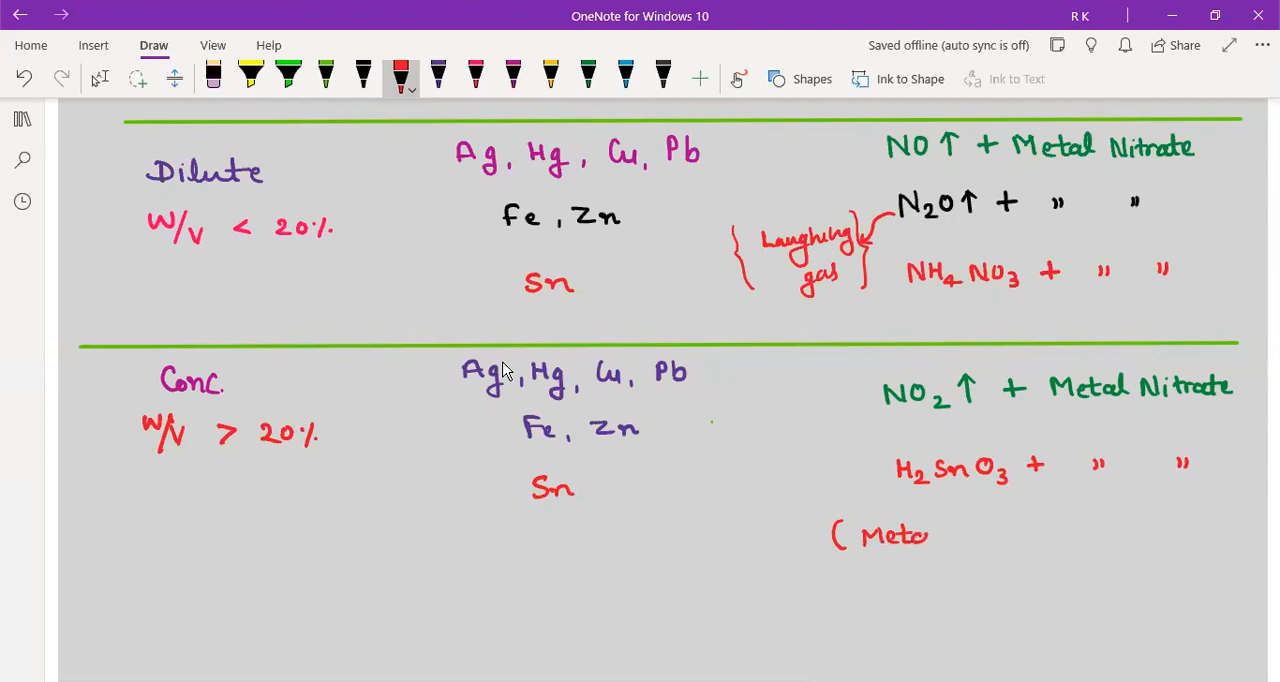 OneNote for Windows 10
R K
Home Insert Draw View Help
Saved offline (auto sync is off)
Share
Shapes
Ink to Shape
Ink to Text
Ag, Hg, Cu, Pb
NO↑ + Metal Nitrate
Dilute
W/V < 20%
Fe, Zn
N2O↑ + " "
Laughing gas
Sn
NH4NO3 + " "
Conc.
Ag, Hg, Cu, Pb
NO2↑ + Metal Nitrate
W/V > 20%
Fe, Zn
H2SnO3 + " "
Sn
( Meta